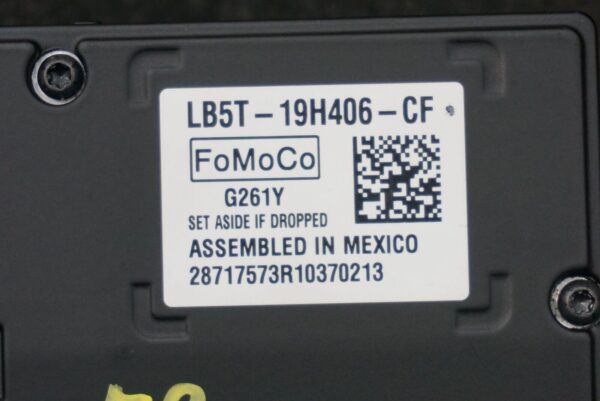 LB5T-19H406-CF
FoMoCo
G261Y
SET ASIDE IF DROPPED
ASSEMBLED IN MEXICO
28717573R10370213